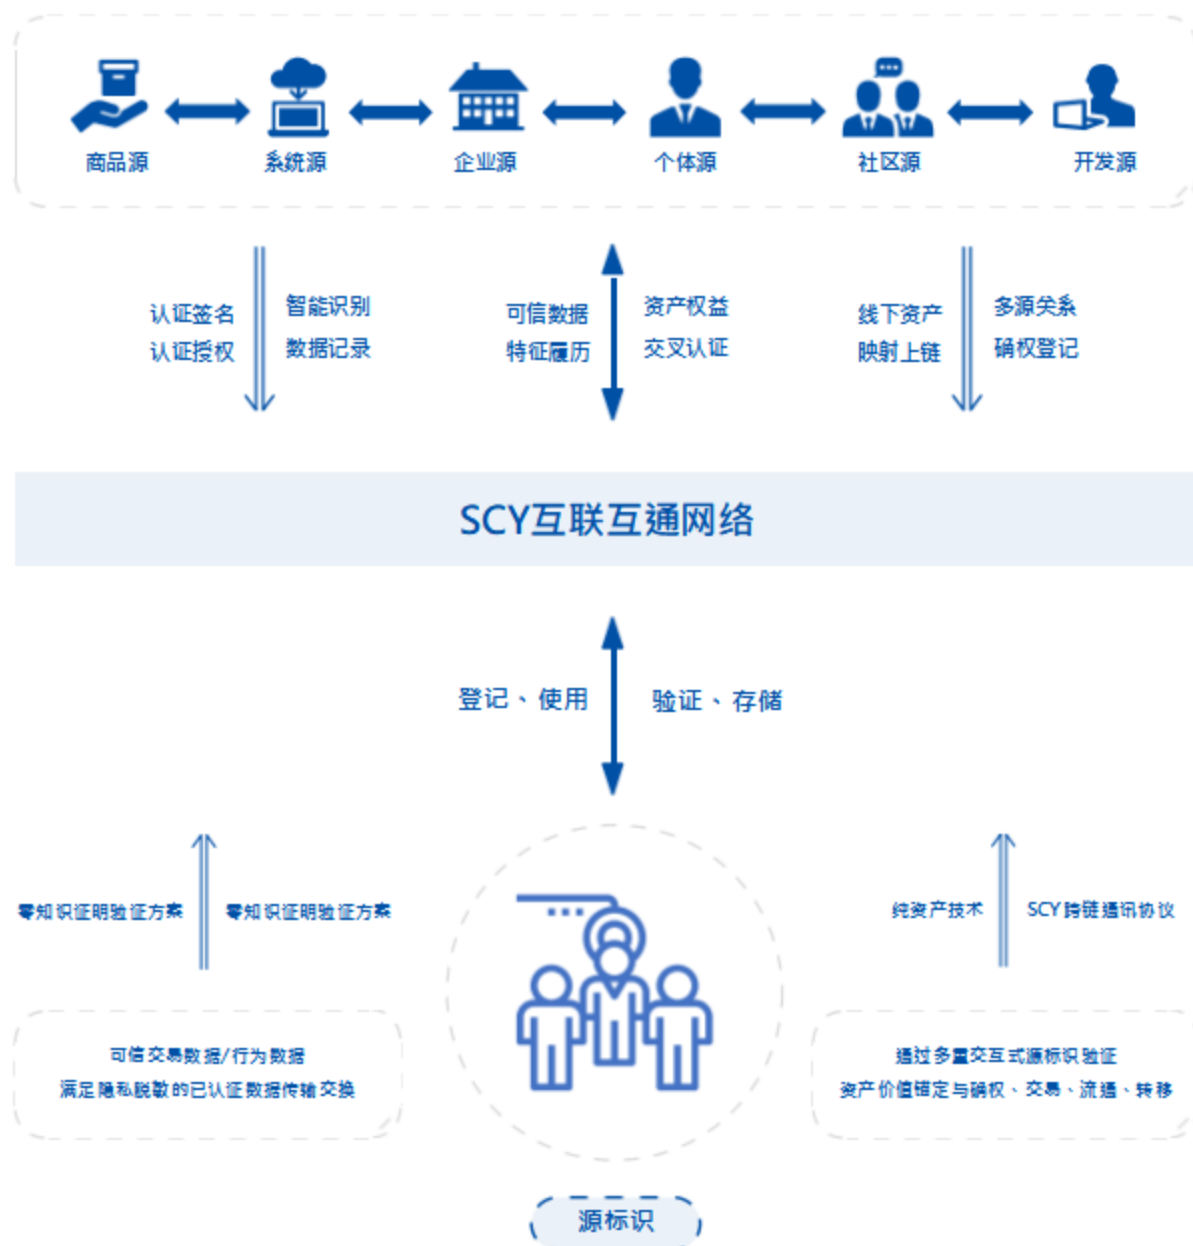 商品源
系统源
企业源
个体源
社区源
开发源
认证签名
认证授权
智能识别
数据记录
可信数据
特征履历
资产权益
交叉认证
线下资产
映射上链
多源关系
确权登记
SCY互联互通网络
登记、使用
验证、存储
零知识证明验证方案
零知识证明验证方案
纯资产技术
SCY跨链通讯协议
可信交易数据/行为数据
满足隐私脱敏的已认证数据传输交换
通过多重交互式源标识验证
资产价值锚定与确权、交易、流通、转移
源标识